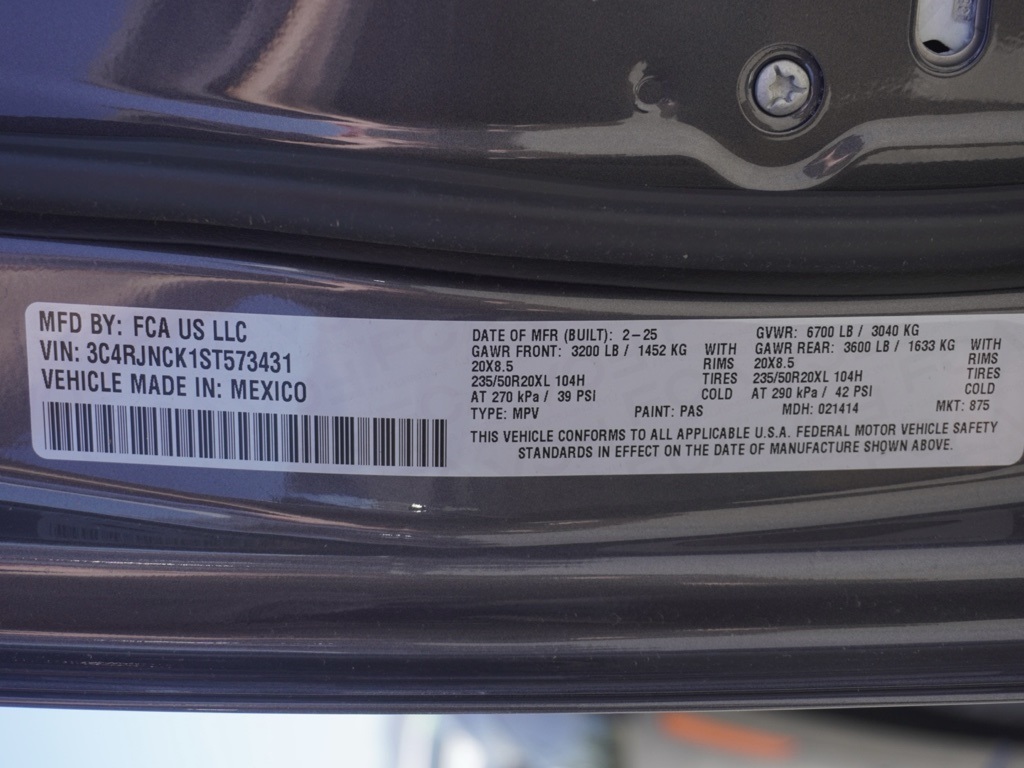 MFD BY: FCA US LLC
VIN: 3C4RJNCK1ST573431
VEHICLE MADE IN: MEXICO
DATE OF MFR (BUILT): 2-25 GVWR: 6700 LB / 3040 KG
GAWR FRONT: 3200 LB / 1452 KG WITH GAWR REAR: 3600 LB / 1633 KG WITH
20X8.5 RIMS 20X8.5 RIMS
235/50R20XL 104H TIRES 235/50R20XL 104H TIRES
AT 270 kPa / 39 PSI COLD AT 290 kPa / 42 PSI COLD
TYPE: MPV PAINT: PAS MDH: 021414 MKT: 875
THIS VEHICLE CONFORMS TO ALL APPLICABLE U.S.A. FEDERAL MOTOR VEHICLE SAFETY
STANDARDS IN EFFECT ON THE DATE OF MANUFACTURE SHOWN ABOVE.